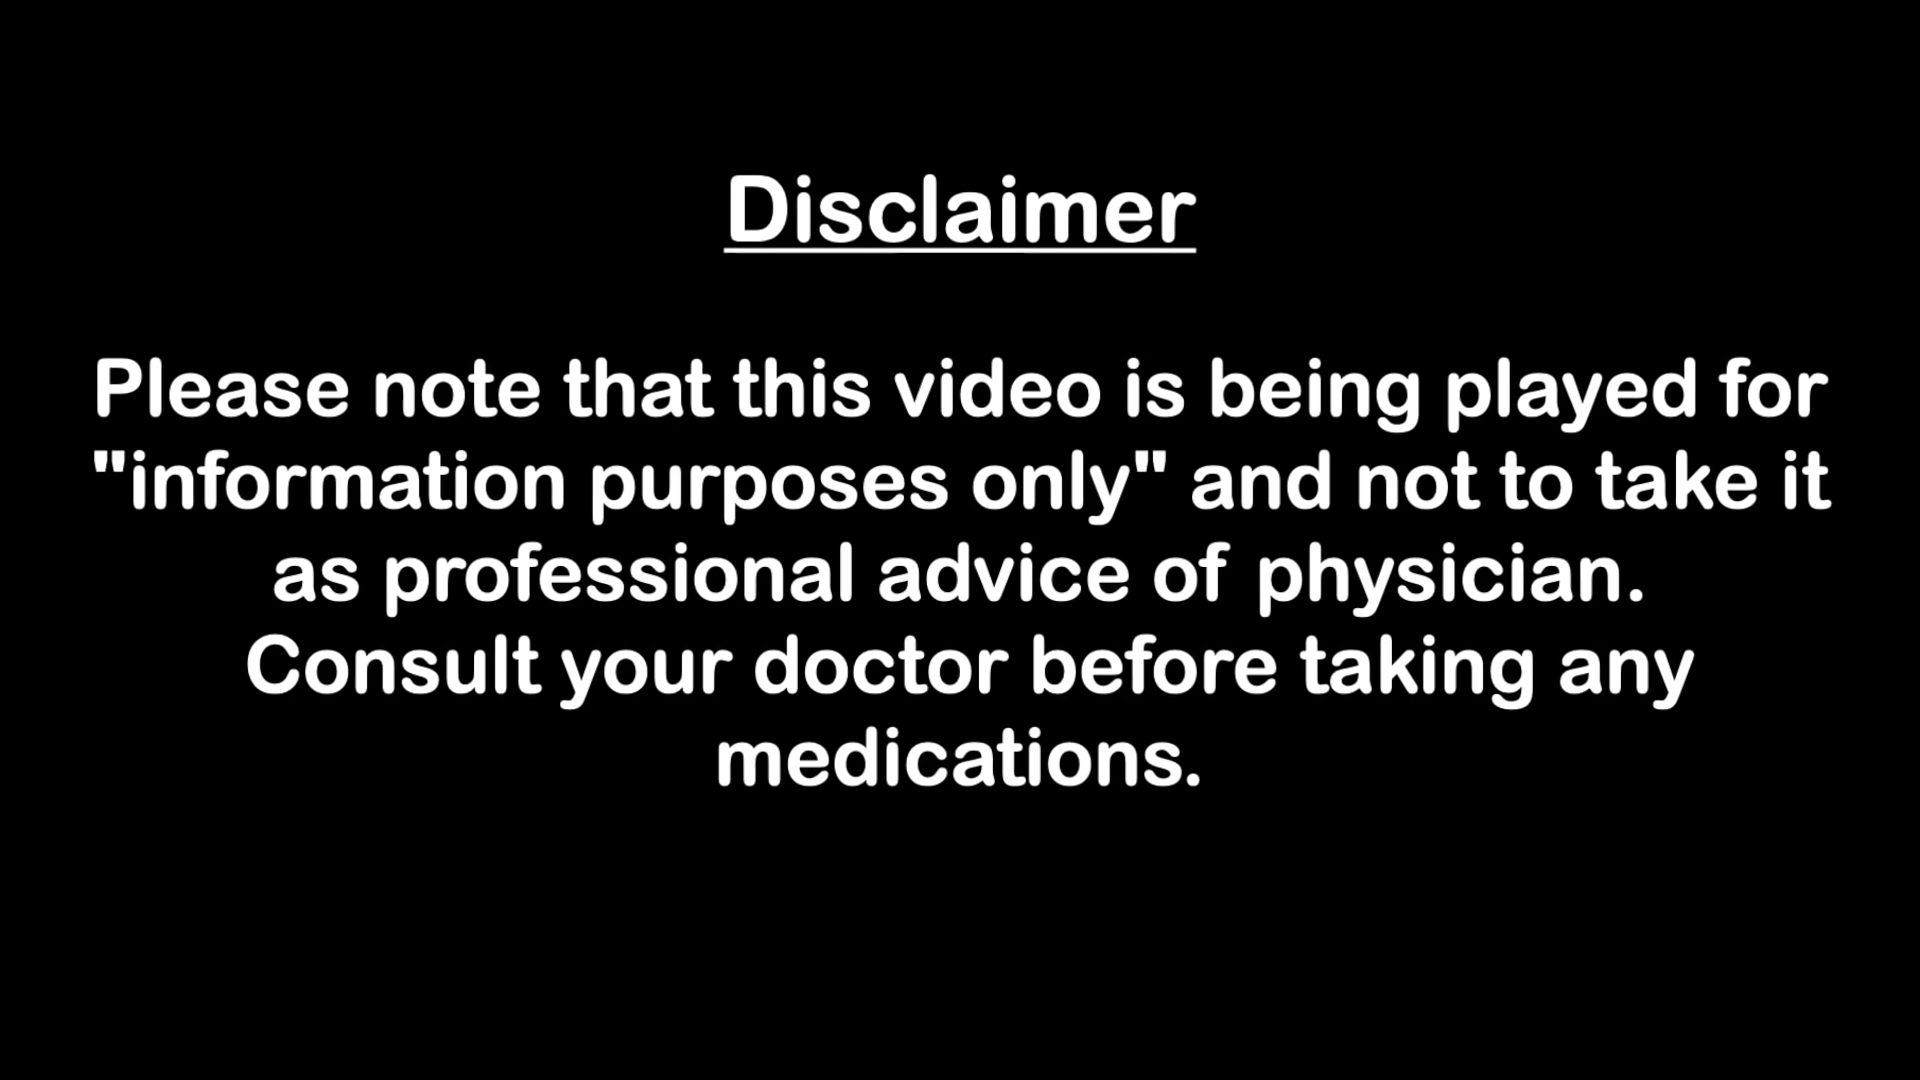 Disclaimer
Please note that this video is being played for
"information purposes only" and not to take it
as professional advice of physician.
Consult your doctor before taking any
medications.